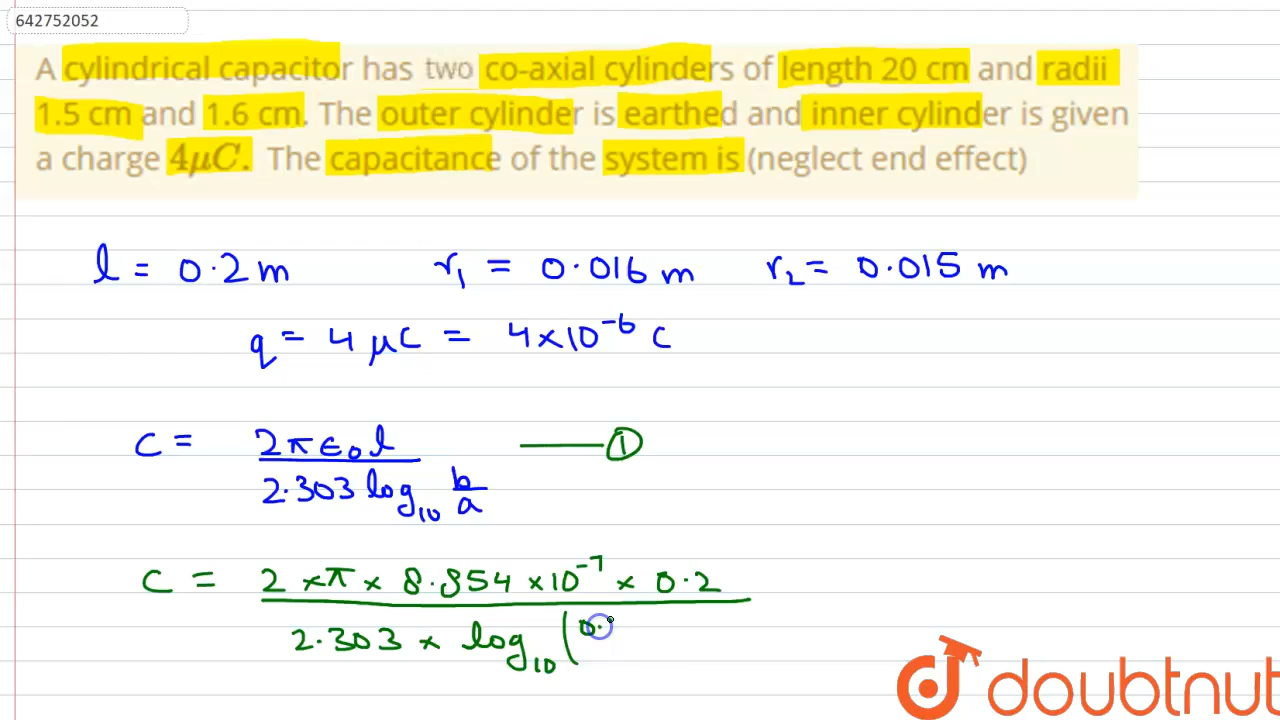 642752052
A cylindrical capacitor has two co-axial cylinders of length 20 cm and radii
1.5 cm and 1.6 cm. The outer cylinder is earthed and inner cylinder is given
a charge 4μC. The capacitance of the system is (neglect end effect)
l = 0.2 m r₁ = 0.016 m r₂ = 0.015 m
q = 4 μC = 4×10⁻⁶ C
C = 2πε₀l / 2.303 log₁₀ b/a ——— ①
C = 2 × π × 8.854 × 10⁻⁷ × 0.2 / 2.303 × log₁₀ (0.
doubtnut